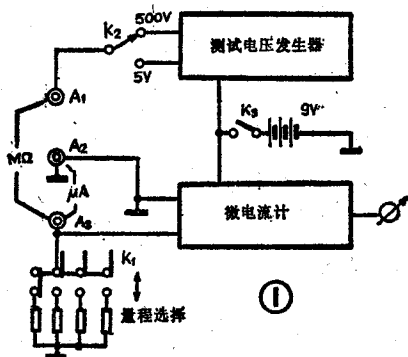 500V
K₂
测试电压发生器
5V
A₁
K₃
9V
MΩ
A₂
μA
微电流计
A₃
K₁
量程选择
①